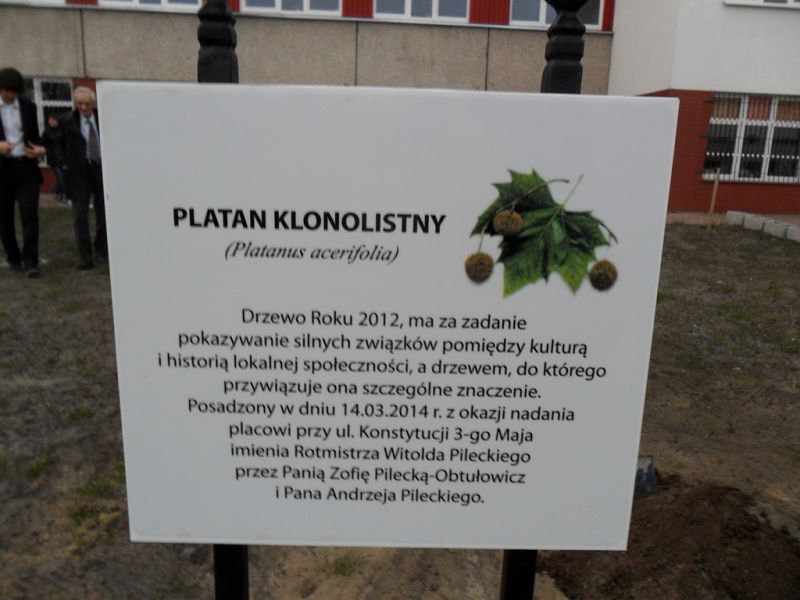 PLATAN KLONOLISTNY
(Platanus acerifolia)
Drzewo Roku 2012, ma za zadanie
pokazywanie silnych związków pomiędzy kulturą
i historią lokalnej społeczności, a drzewem, do którego
przywiązuje ona szczególne znaczenie.
Posadzony w dniu 14.03.2014 r. z okazji nadania
placowi przy ul. Konstytucji 3-go Maja
imienia Rotmistrza Witolda Pileckiego
przez Panią Zofię Pilecką-Obtułowicz
i Pana Andrzeja Pileckiego.